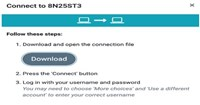 Connect to 8N25ST3
Follow these steps:
1. Download and open the connection file
Download
2. Press the 'Connect' button
3. Log in with your username and password
You may need to choose 'More choices' and 'Use a different
account' to enter your correct username